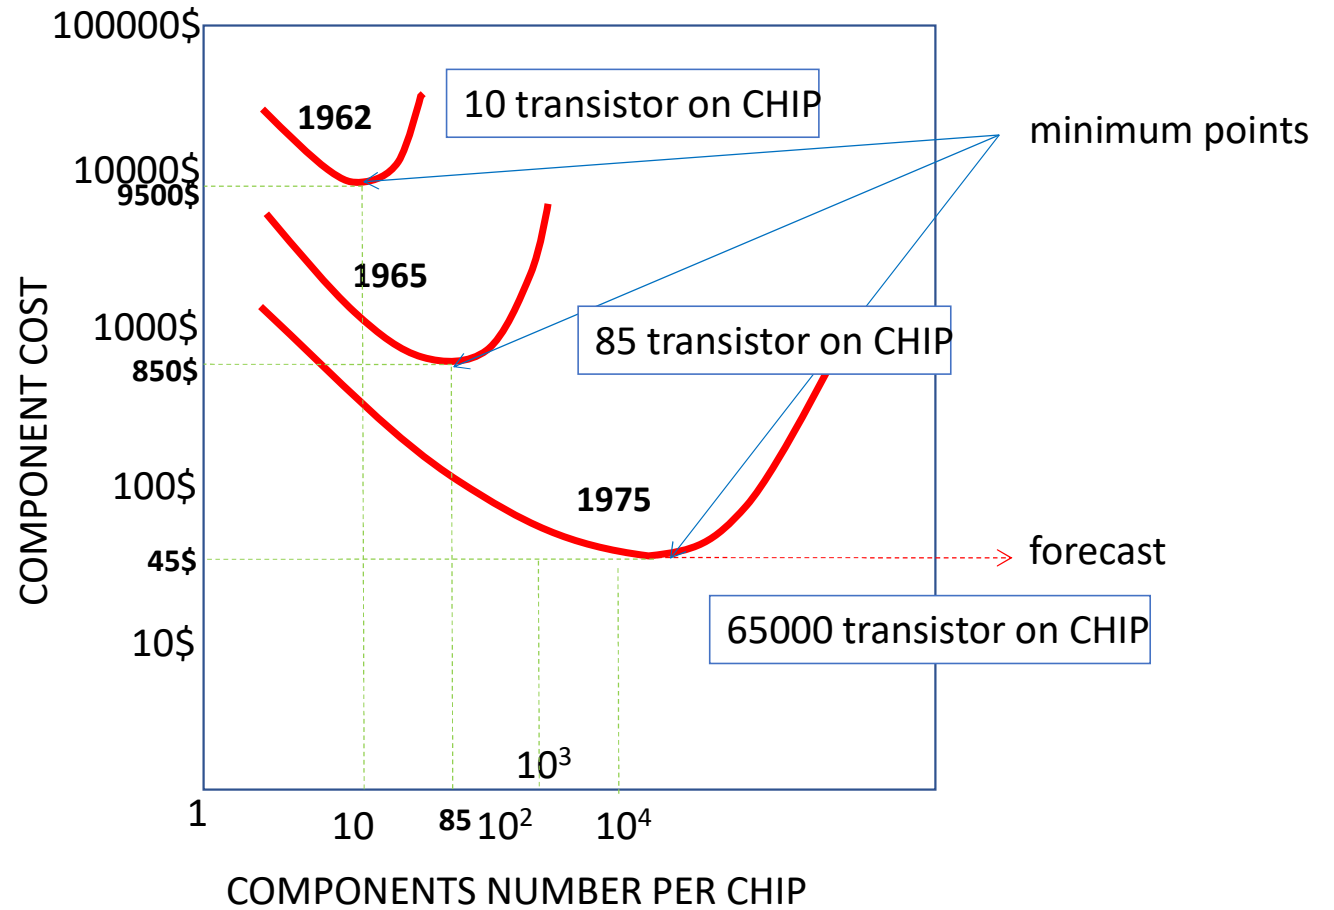 100000$
1962
10 transistor on CHIP
minimum points
10000$
9500$
1965
1000$
85 transistor on CHIP
850$
COMPONENT COST
100$
1975
45$
forecast
10$
65000 transistor on CHIP
10³
1
10
85
10²
10⁴
COMPONENTS NUMBER PER CHIP